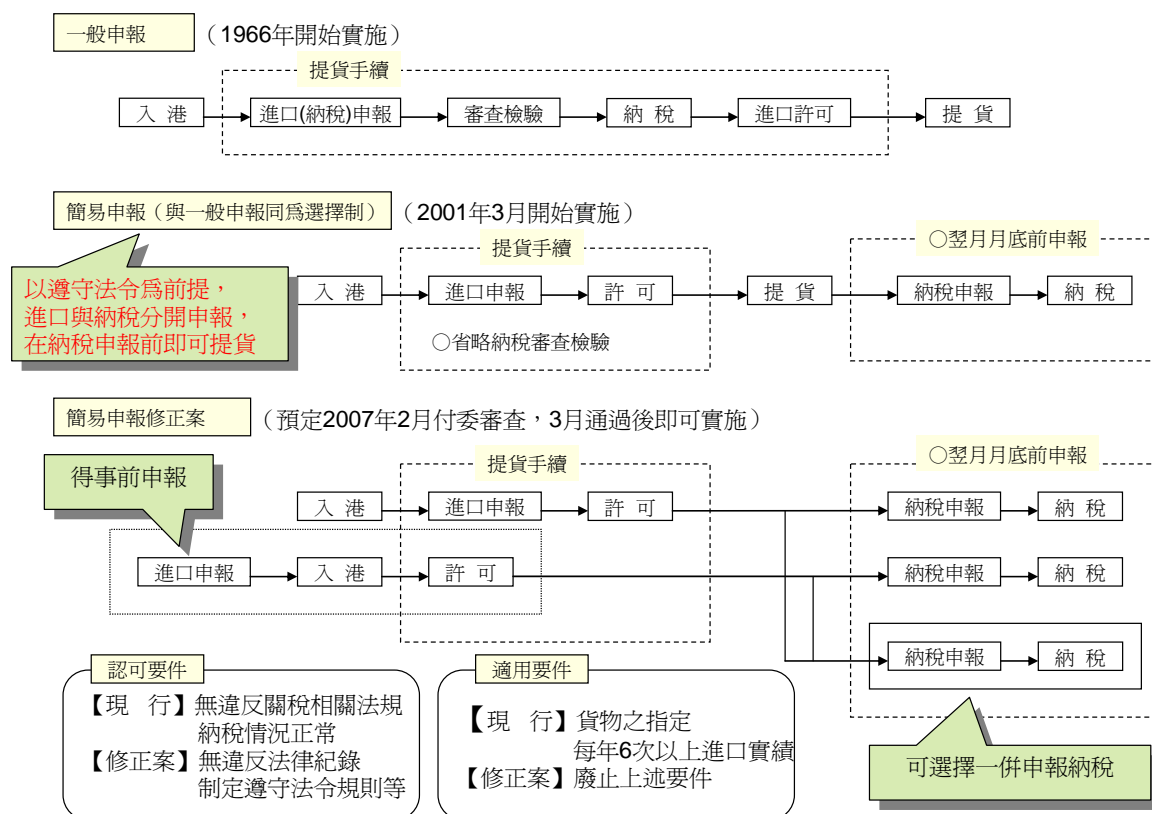 一般申報 （1966年開始實施）
提貨手續
入 港 進口(納稅)申報 審查檢驗 納 稅 進口許可 提 貨
簡易申報（與一般申報同爲選擇制） （2001年3月開始實施）
提貨手續 ○翌月月底前申報
以遵守法令爲前提，
進口與納稅分開申報，
在納稅申報前即可提貨
入 港 進口申報 許 可 提 貨 納稅申報 納 稅
○省略納稅審查檢驗
簡易申報修正案 （預定2007年2月付委審查，3月通過後即可實施）
得事前申報
提貨手續 ○翌月月底前申報
入 港 進口申報 許 可 納稅申報 納 稅
進口申報 入 港 許 可 納稅申報 納 稅
納稅申報 納 稅
認可要件
【現 行】無違反關稅相關法規
納稅情況正常
【修正案】無違反法律紀錄
制定遵守法令規則等
適用要件
【現 行】貨物之指定
每年6次以上進口實績
【修正案】廢止上述要件
可選擇一併申報納稅